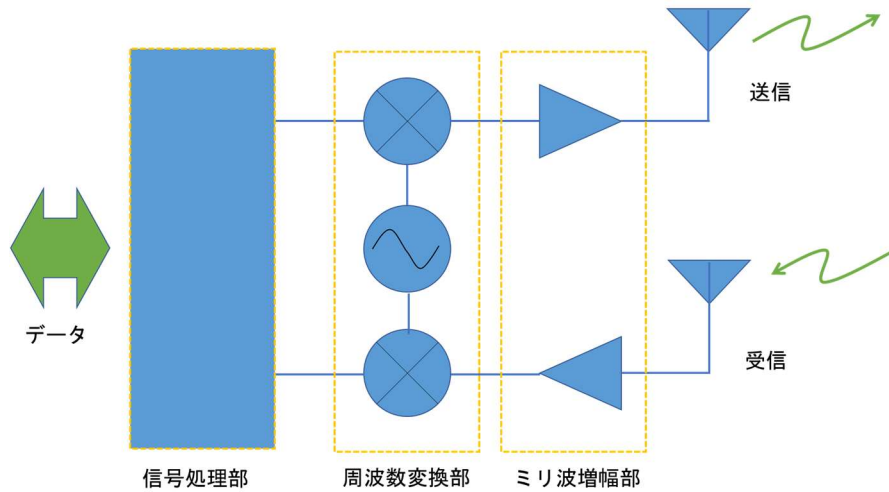 送信
データ
受信
信号処理部
周波数変換部
ミリ波増幅部